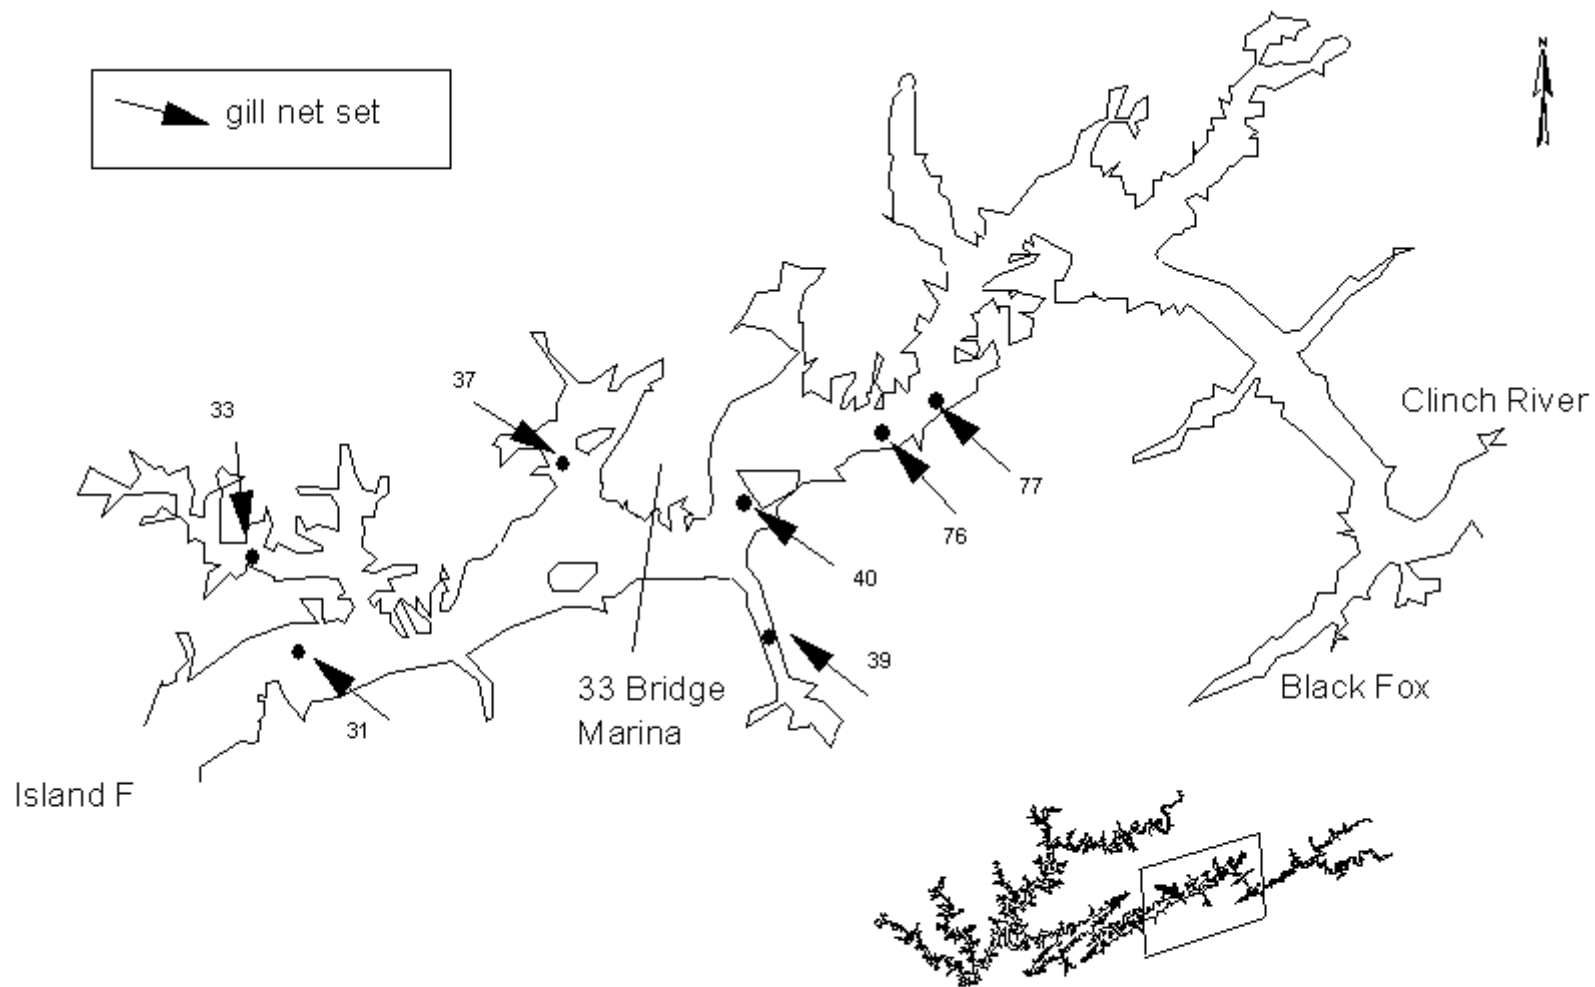 N
gill net set
37
Clinch River
33
77
76
40
39
33 Bridge
Marina
Black Fox
31
Island F